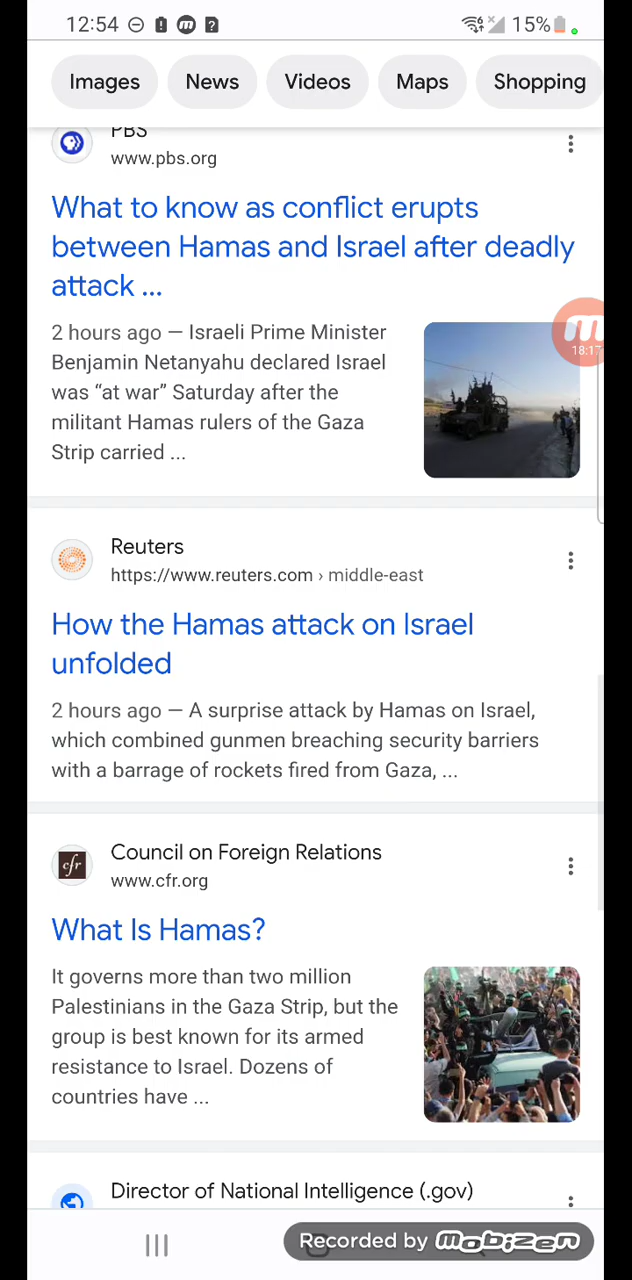 12:54
15%
Images
News
Videos
Maps
Shopping
PBS
www.pbs.org
What to know as conflict erupts
between Hamas and Israel after deadly
attack ...
2 hours ago — Israeli Prime Minister
Benjamin Netanyahu declared Israel
was “at war” Saturday after the
militant Hamas rulers of the Gaza
Strip carried ...
18:17
Reuters
https://www.reuters.com › middle-east
How the Hamas attack on Israel
unfolded
2 hours ago — A surprise attack by Hamas on Israel,
which combined gunmen breaching security barriers
with a barrage of rockets fired from Gaza, ...
cfr
Council on Foreign Relations
www.cfr.org
What Is Hamas?
It governs more than two million
Palestinians in the Gaza Strip, but the
group is best known for its armed
resistance to Israel. Dozens of
countries have ...
Director of National Intelligence (.gov)
Recorded by mobizen